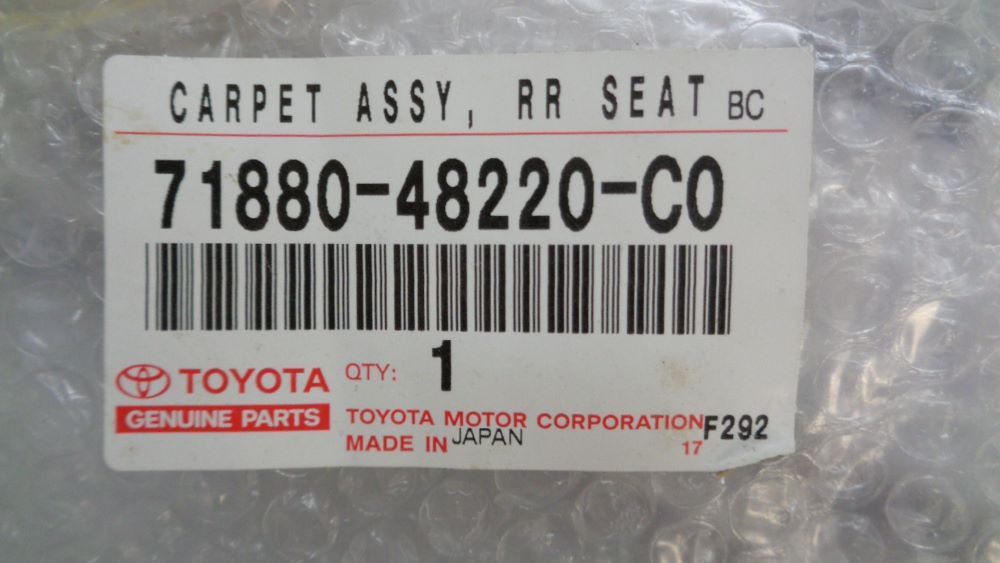 CARPET ASSY, RR SEAT BC
71880-48220-C0
TOYOTA QTY: 1
GENUINE PARTS
TOYOTA MOTOR CORPORATION F292
MADE IN JAPAN 17